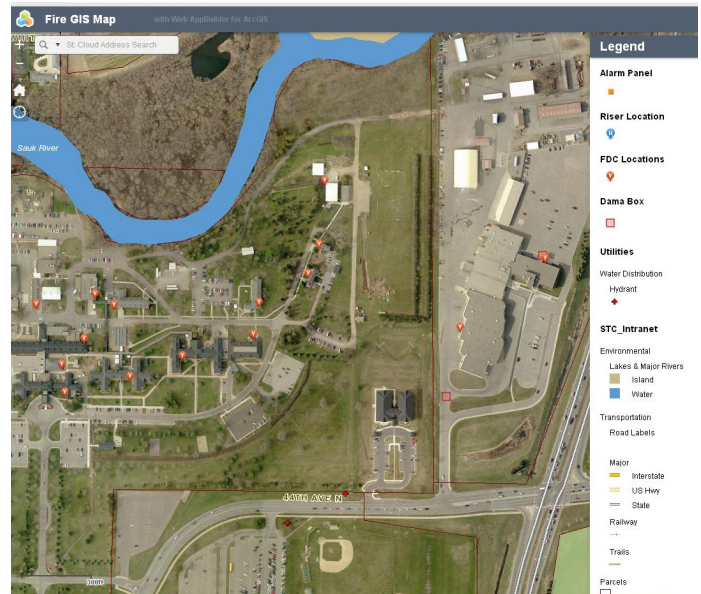 Fire GIS Map
with Web AppBuilder for ArcGIS
St. Cloud Address Search
Sauk River
44TH AVE N
300ft
Legend
Alarm Panel
Riser Location
R
FDC Locations
Y
Dama Box
Utilities
Water Distribution
Hydrant
STC_Intranet
Environmental
Lakes & Major Rivers
Island
Water
Transportation
Road Labels
Major
Interstate
US Hwy
State
Railway
Trails
Parcels